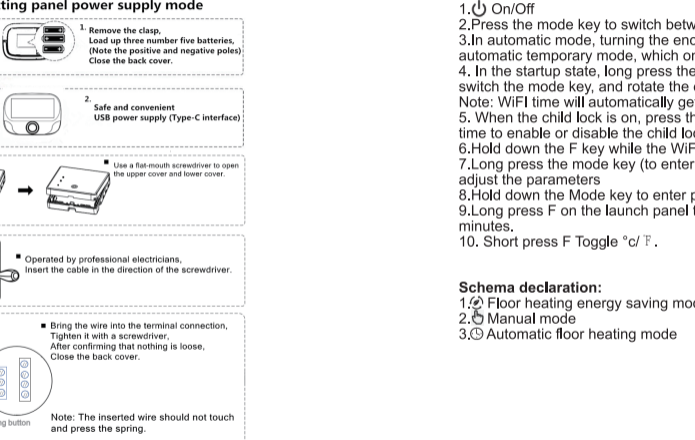 ting panel power supply mode
1. Remove the clasp,
Load up three number five batteries,
(Note the positive and negative poles)
Close the back cover.
2.
Safe and convenient
USB power supply (Type-C interface)
■ Use a flat-mouth screwdriver to open
the upper cover and lower cover.
■ Operated by professional electricians,
Insert the cable in the direction of the screwdriver.
■ Bring the wire into the terminal connection,
Tighten it with a screwdriver,
After confirming that nothing is loose,
Close the back cover.
ng button
Note: The inserted wire should not touch
and press the spring.
1. On/Off
2.Press the mode key to switch betw
3.In automatic mode, turning the enc
automatic temporary mode, which or
4. In the startup state, long press the
switch the mode key, and rotate the
Note: WiFI time will automatically ge
5. When the child lock is on, press th
time to enable or disable the child lo
6.Hold down the F key while the WiF
7.Long press the mode key (to enter
adjust the parameters
8.Hold down the Mode key to enter p
9.Long press F on the launch panel
minutes.
10. Short press F Toggle °c/ ℉.
Schema declaration:
1. Floor heating energy saving mod
2. Manual mode
3. Automatic floor heating mode